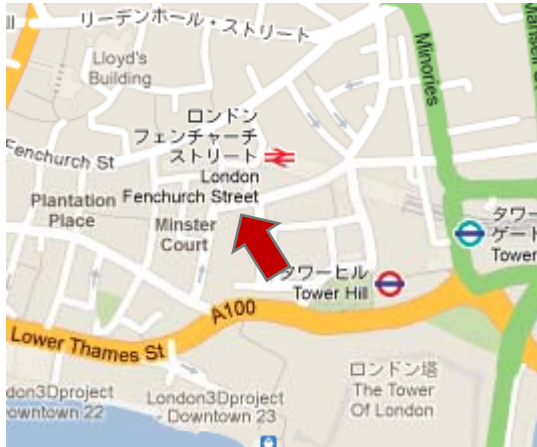 リーデンホール・ストリート
Lloyd's
Building
Minories
ロンドン
フェンチャーチ
ストリート
London
Fenchurch Street
Fenchurch St
Plantation
Place
Minster
Court
タワー
ゲート
Tower
タワーヒル
Tower Hill
A100
Lower Thames St
ロンドン塔
The Tower
Of London
London3Dproject
- Downtown 23
don3Dproject
owntown 22